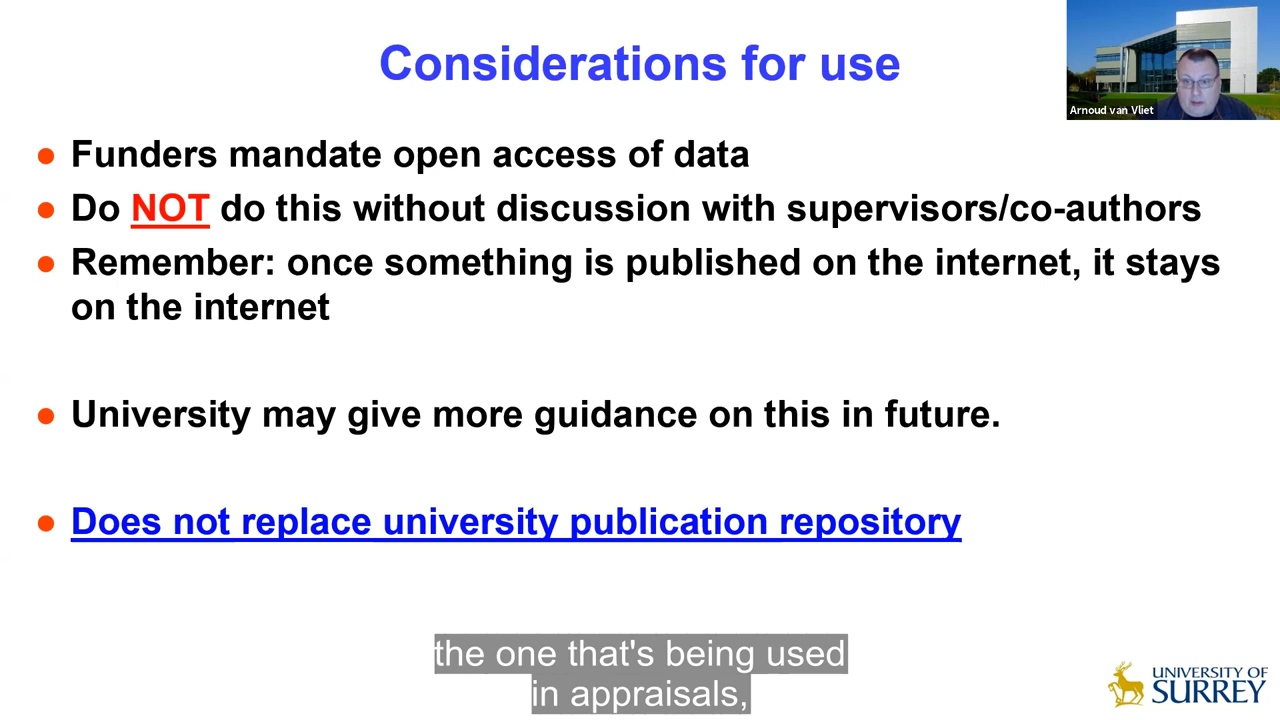 Considerations for use
Arnoud van Vliet
● Funders mandate open access of data
● Do NOT do this without discussion with supervisors/co-authors
● Remember: once something is published on the internet, it stays
on the internet
● University may give more guidance on this in future.
● Does not replace university publication repository
the one that's being used
in appraisals,
UNIVERSITY OF
SURREY